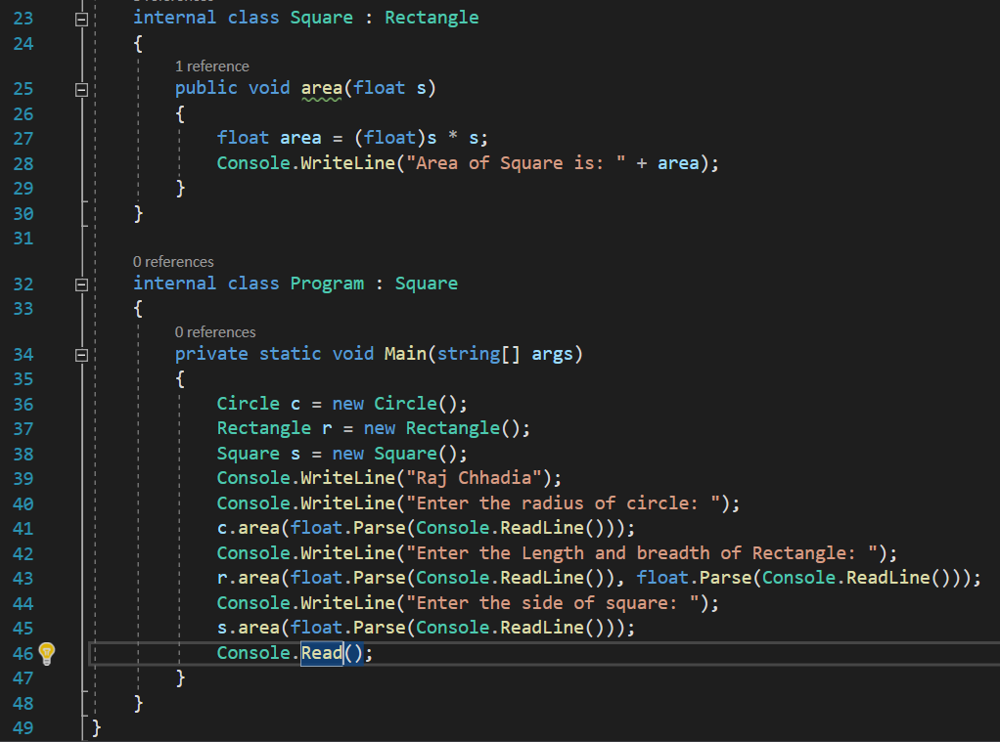 23 internal class Square : Rectangle
24 {
1 reference
25 public void area(float s)
26 {
27 float area = (float)s * s;
28 Console.WriteLine("Area of Square is: " + area);
29 }
30 }
31
0 references
32 internal class Program : Square
33 {
0 references
34 private static void Main(string[] args)
35 {
36 Circle c = new Circle();
37 Rectangle r = new Rectangle();
38 Square s = new Square();
39 Console.WriteLine("Raj Chhadia");
40 Console.WriteLine("Enter the radius of circle: ");
41 c.area(float.Parse(Console.ReadLine()));
42 Console.WriteLine("Enter the Length and breadth of Rectangle: ");
43 r.area(float.Parse(Console.ReadLine()), float.Parse(Console.ReadLine()));
44 Console.WriteLine("Enter the side of square: ");
45 s.area(float.Parse(Console.ReadLine()));
46 Console.Read();
47 }
48 }
49 }